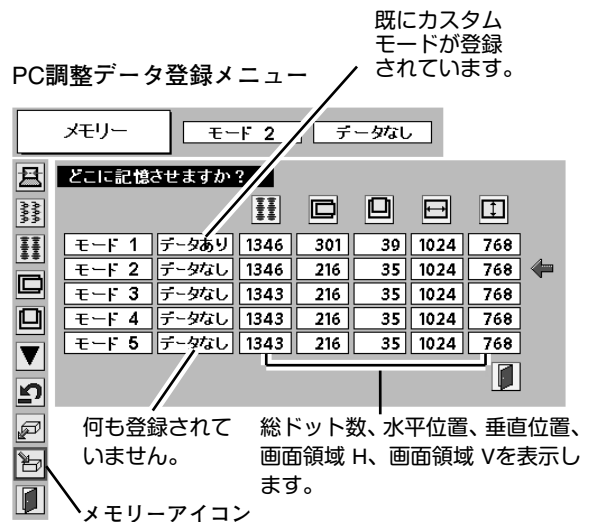 既にカスタム
モードが登録
されています。
PC調整データ登録メニュー
メモリー モード 2 データなし
どこに記憶させますか?
モード 1 データあり 1346 301 39 1024 768
モード 2 データなし 1346 216 35 1024 768
モード 3 データなし 1343 216 35 1024 768
モード 4 データなし 1343 216 35 1024 768
モード 5 データなし 1343 216 35 1024 768
何も登録されて
いません。
総ドット数、水平位置、垂直位置、
画面領域 H、画面領域 Vを表示し
ます。
メモリーアイコン